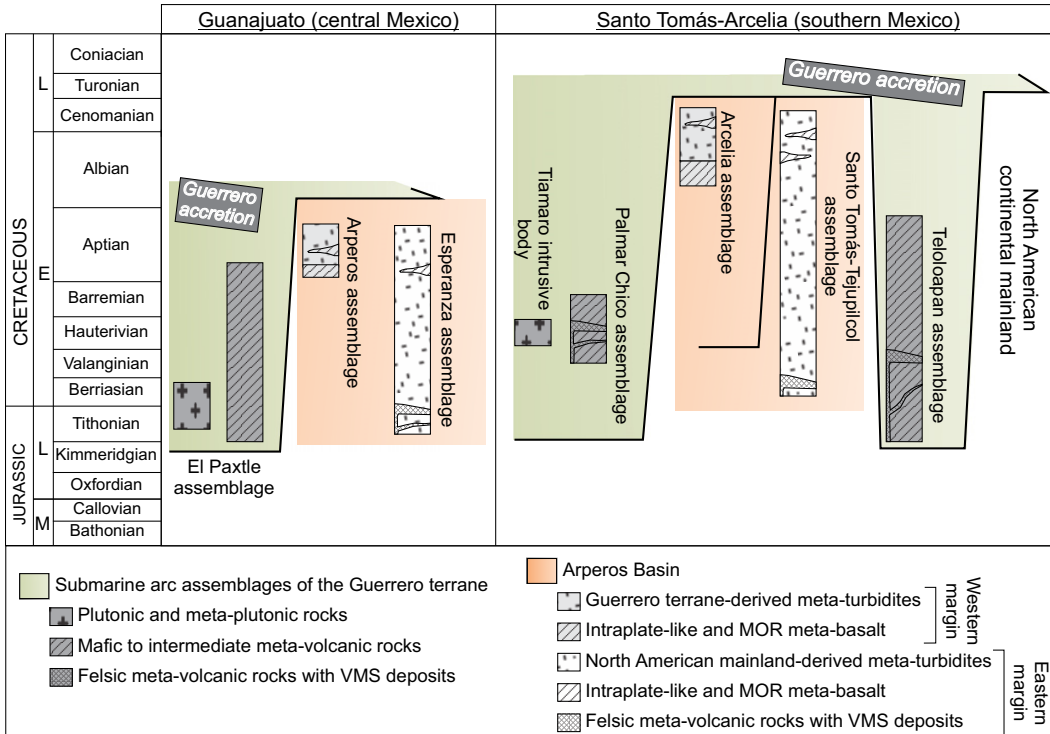 Guanajuato (central Mexico)
Santo Tomás-Arcelia (southern Mexico)
CRETACEOUS
JURASSIC
L
E
L
M
Coniacian
Turonian
Cenomanian
Albian
Aptian
Barremian
Hauterivian
Valanginian
Berriasian
Tithonian
Kimmeridgian
Oxfordian
Callovian
Bathonian
Guerrero
accretion
El Paxtle
assemblage
Arperos assemblage
Esperanza assemblage
Guerrero accretion
Tiamaro intrusive
body
Palmar Chico assemblage
Arcelia assemblage
Santo Tomás-Tejupilcol
assemblage
Teloloapan assemblage
North American
continental mainland
Submarine arc assemblages of the Guerrero terrane
Plutonic and meta-plutonic rocks
Mafic to intermediate meta-volcanic rocks
Felsic meta-volcanic rocks with VMS deposits
Arperos Basin
Guerrero terrane-derived meta-turbidites
Intraplate-like and MOR meta-basalt
Western
margin
North American mainland-derived meta-turbidites
Intraplate-like and MOR meta-basalt
Felsic meta-volcanic rocks with VMS deposits
Eastern
margin